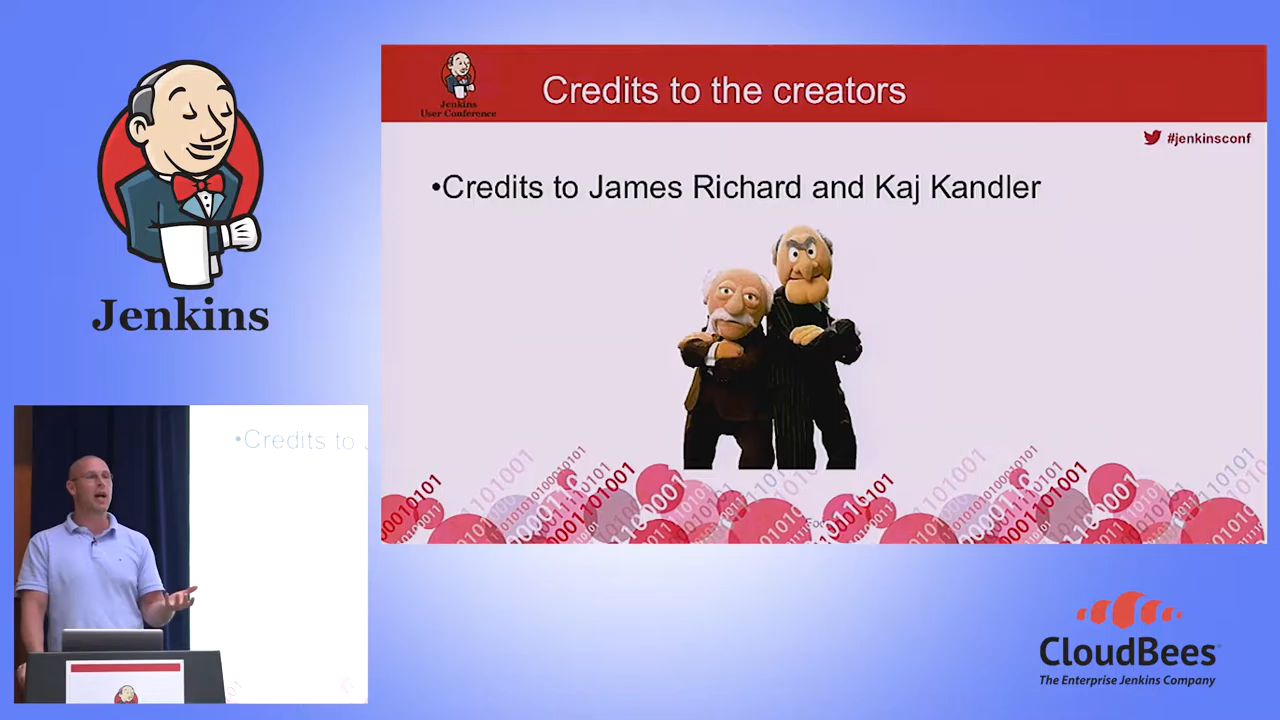 Jenkins
Jenkins
User Conference
Credits to the creators
#jenkinsconf
•Credits to James Richard and Kaj Kandler
•Credits to
CloudBees
The Enterprise Jenkins Company